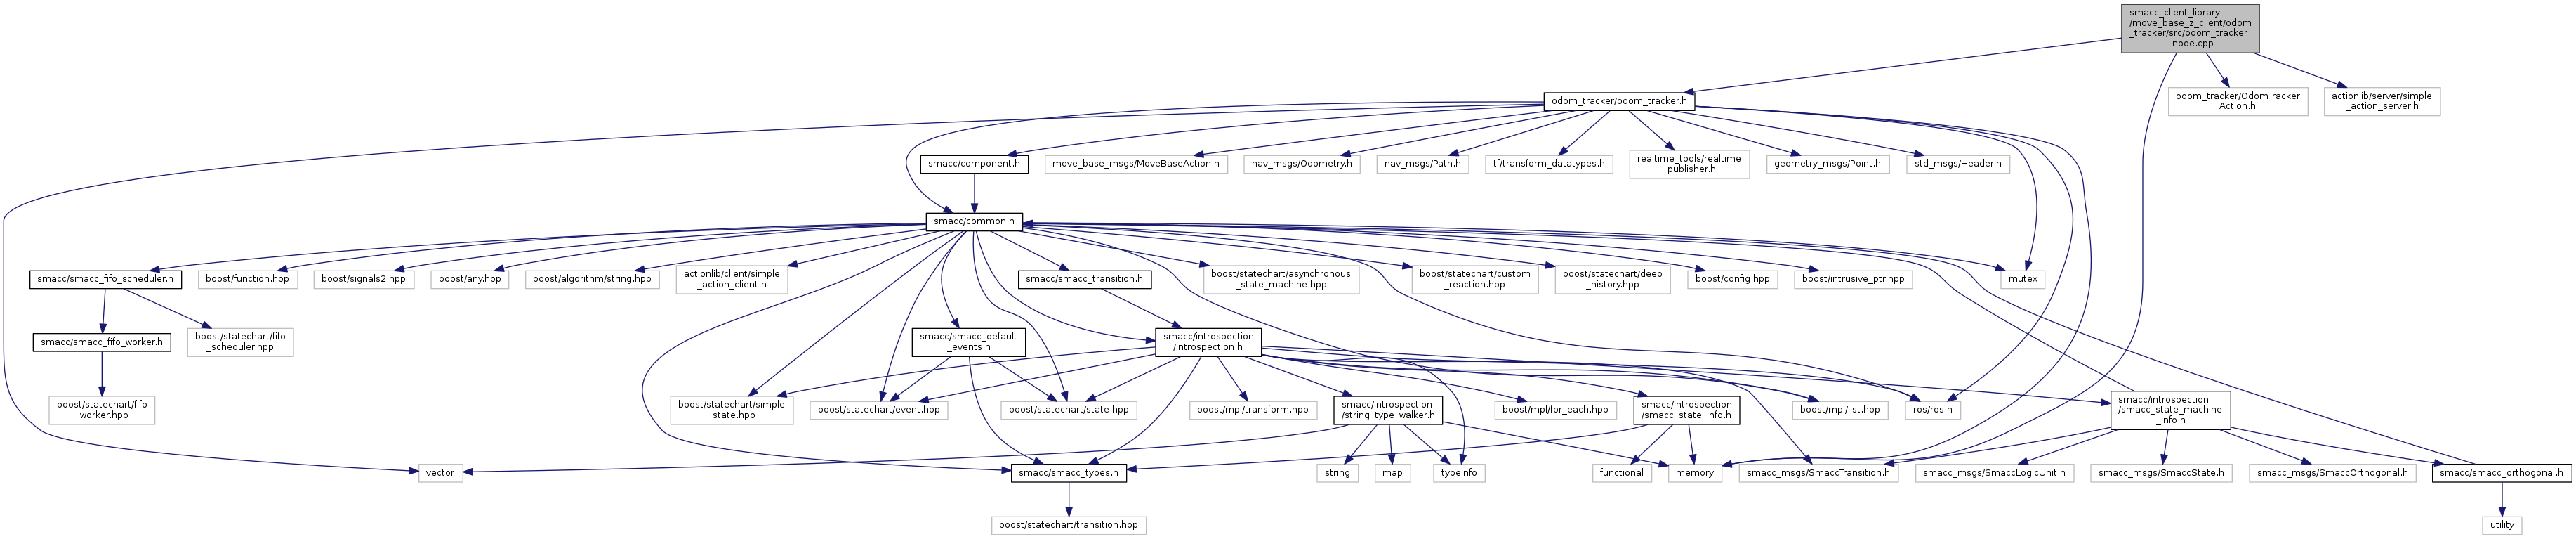 smacc_client_library
/move_base_z_client/odom
_tracker/src/odom_tracker
_node.cpp
odom_tracker/odom_tracker.h
odom_tracker/OdomTracker
Action.h
actionlib/server/simple
_action_server.h
smacc/component.h
move_base_msgs/MoveBaseAction.h
nav_msgs/Odometry.h
nav_msgs/Path.h
tf/transform_datatypes.h
realtime_tools/realtime
_publisher.h
geometry_msgs/Point.h
std_msgs/Header.h
smacc/common.h
smacc/smacc_fifo_scheduler.h
boost/function.hpp
boost/signals2.hpp
boost/any.hpp
boost/algorithm/string.hpp
actionlib/client/simple
_action_client.h
smacc/smacc_transition.h
boost/statechart/asynchronous
_state_machine.hpp
boost/statechart/custom
_reaction.hpp
boost/statechart/deep
_history.hpp
boost/config.hpp
boost/intrusive_ptr.hpp
mutex
smacc/smacc_fifo_worker.h
boost/statechart/fifo
_scheduler.hpp
smacc/smacc_default
_events.h
smacc/introspection
/introspection.h
boost/statechart/fifo
_worker.hpp
boost/statechart/simple
_state.hpp
boost/statechart/event.hpp
boost/statechart/state.hpp
boost/mpl/transform.hpp
smacc/introspection
/string_type_walker.h
boost/mpl/for_each.hpp
smacc/introspection
/smacc_state_info.h
boost/mpl/list.hpp
ros/ros.h
smacc/introspection
/smacc_state_machine
_info.h
vector
smacc/smacc_types.h
string
map
typeinfo
functional
memory
smacc_msgs/SmaccTransition.h
smacc_msgs/SmaccLogicUnit.h
smacc_msgs/SmaccState.h
smacc_msgs/SmaccOrthogonal.h
smacc/smacc_orthogonal.h
boost/statechart/transition.hpp
utility